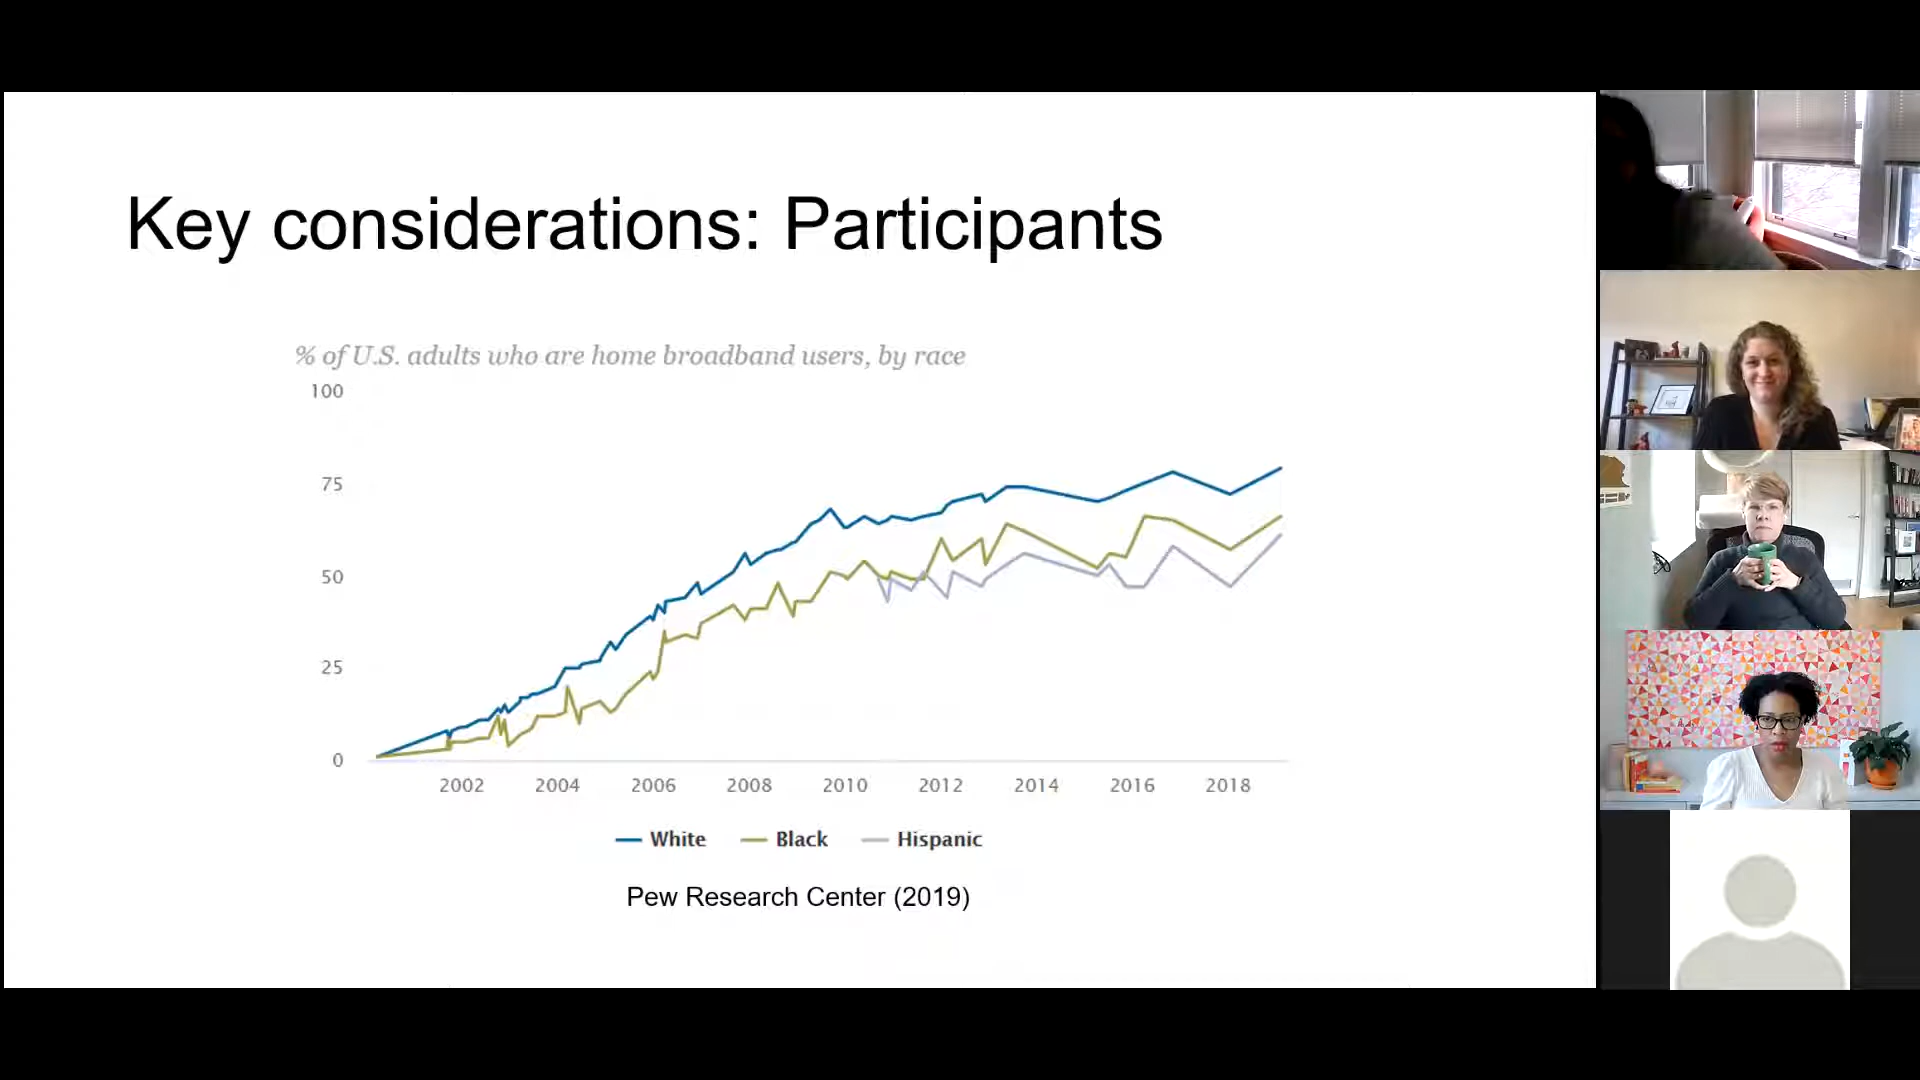 Key considerations: Participants
% of U.S. adults who are home broadband users, by race
100
75
50
25
0
2002 2004 2006 2008 2010 2012 2014 2016 2018
White Black Hispanic
Pew Research Center (2019)